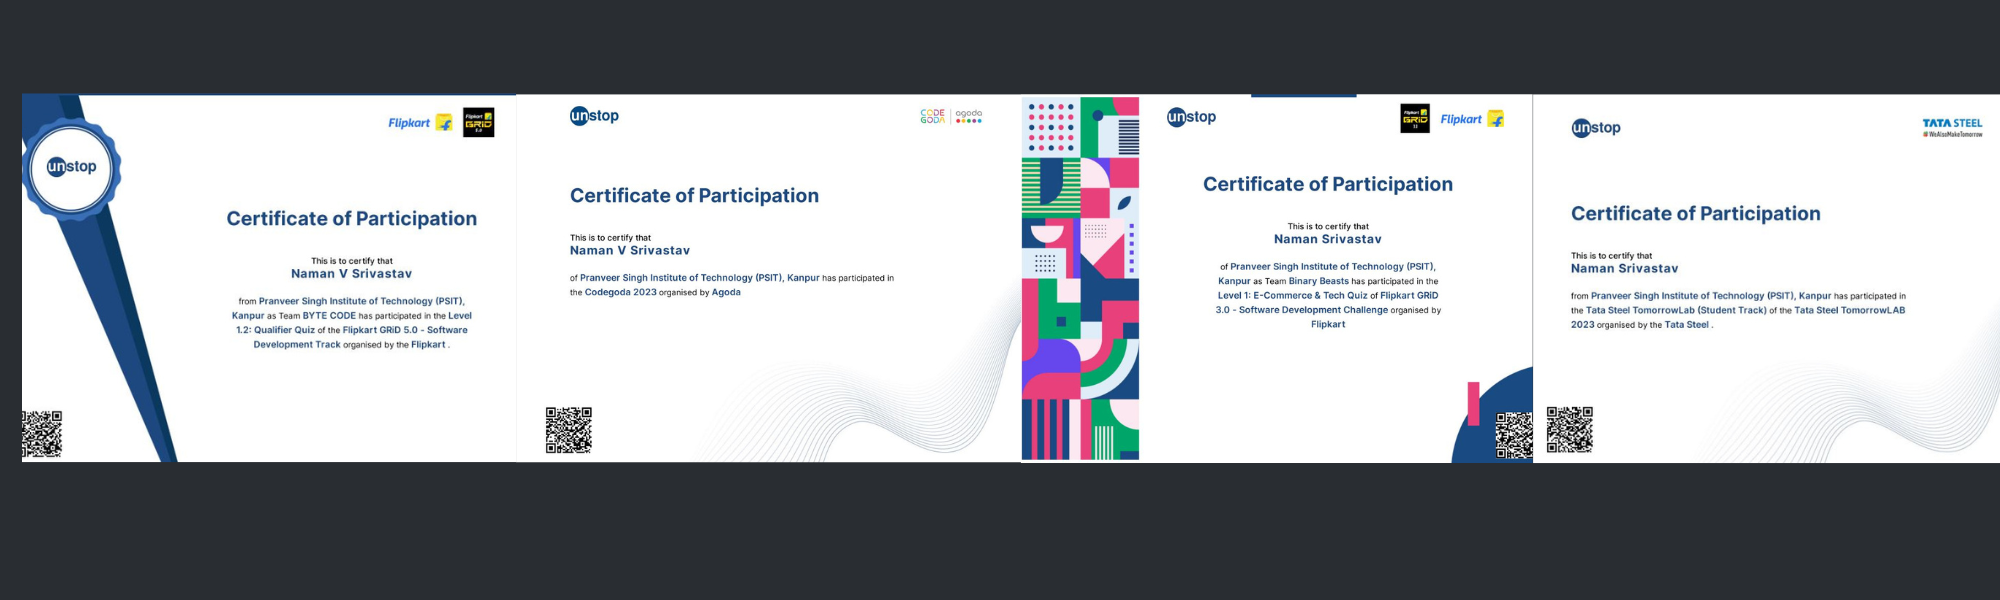 unstop
Flipkart
Flipkart
GRiD
5.0
Certificate of Participation
This is to certify that
Naman V Srivastav
from Pranveer Singh Institute of Technology (PSIT),
Kanpur as Team BYTE CODE has participated in the Level
1.2: Qualifier Quiz of the Flipkart GRiD 5.0 - Software
Development Track organised by the Flipkart .
unstop
CODE
GODA
agoda
Certificate of Participation
This is to certify that
Naman V Srivastav
of Pranveer Singh Institute of Technology (PSIT), Kanpur has participated in
the Codegoda 2023 organised by Agoda
unstop
Flipkart
GRiD
3.0
Flipkart
Certificate of Participation
This is to certify that
Naman Srivastav
of Pranveer Singh Institute of Technology (PSIT),
Kanpur as Team Binary Beasts has participated in the
Level 1: E-Commerce & Tech Quiz of Flipkart GRiD
3.0 - Software Development Challenge organised by
Flipkart
unstop
TATA STEEL
# WeAlsoMakeTomorrow
Certificate of Participation
This is to certify that
Naman Srivastav
from Pranveer Singh Institute of Technology (PSIT), Kanpur has participated in
the Tata Steel TomorrowLab (Student Track) of the Tata Steel TomorrowLAB
2023 organised by the Tata Steel .